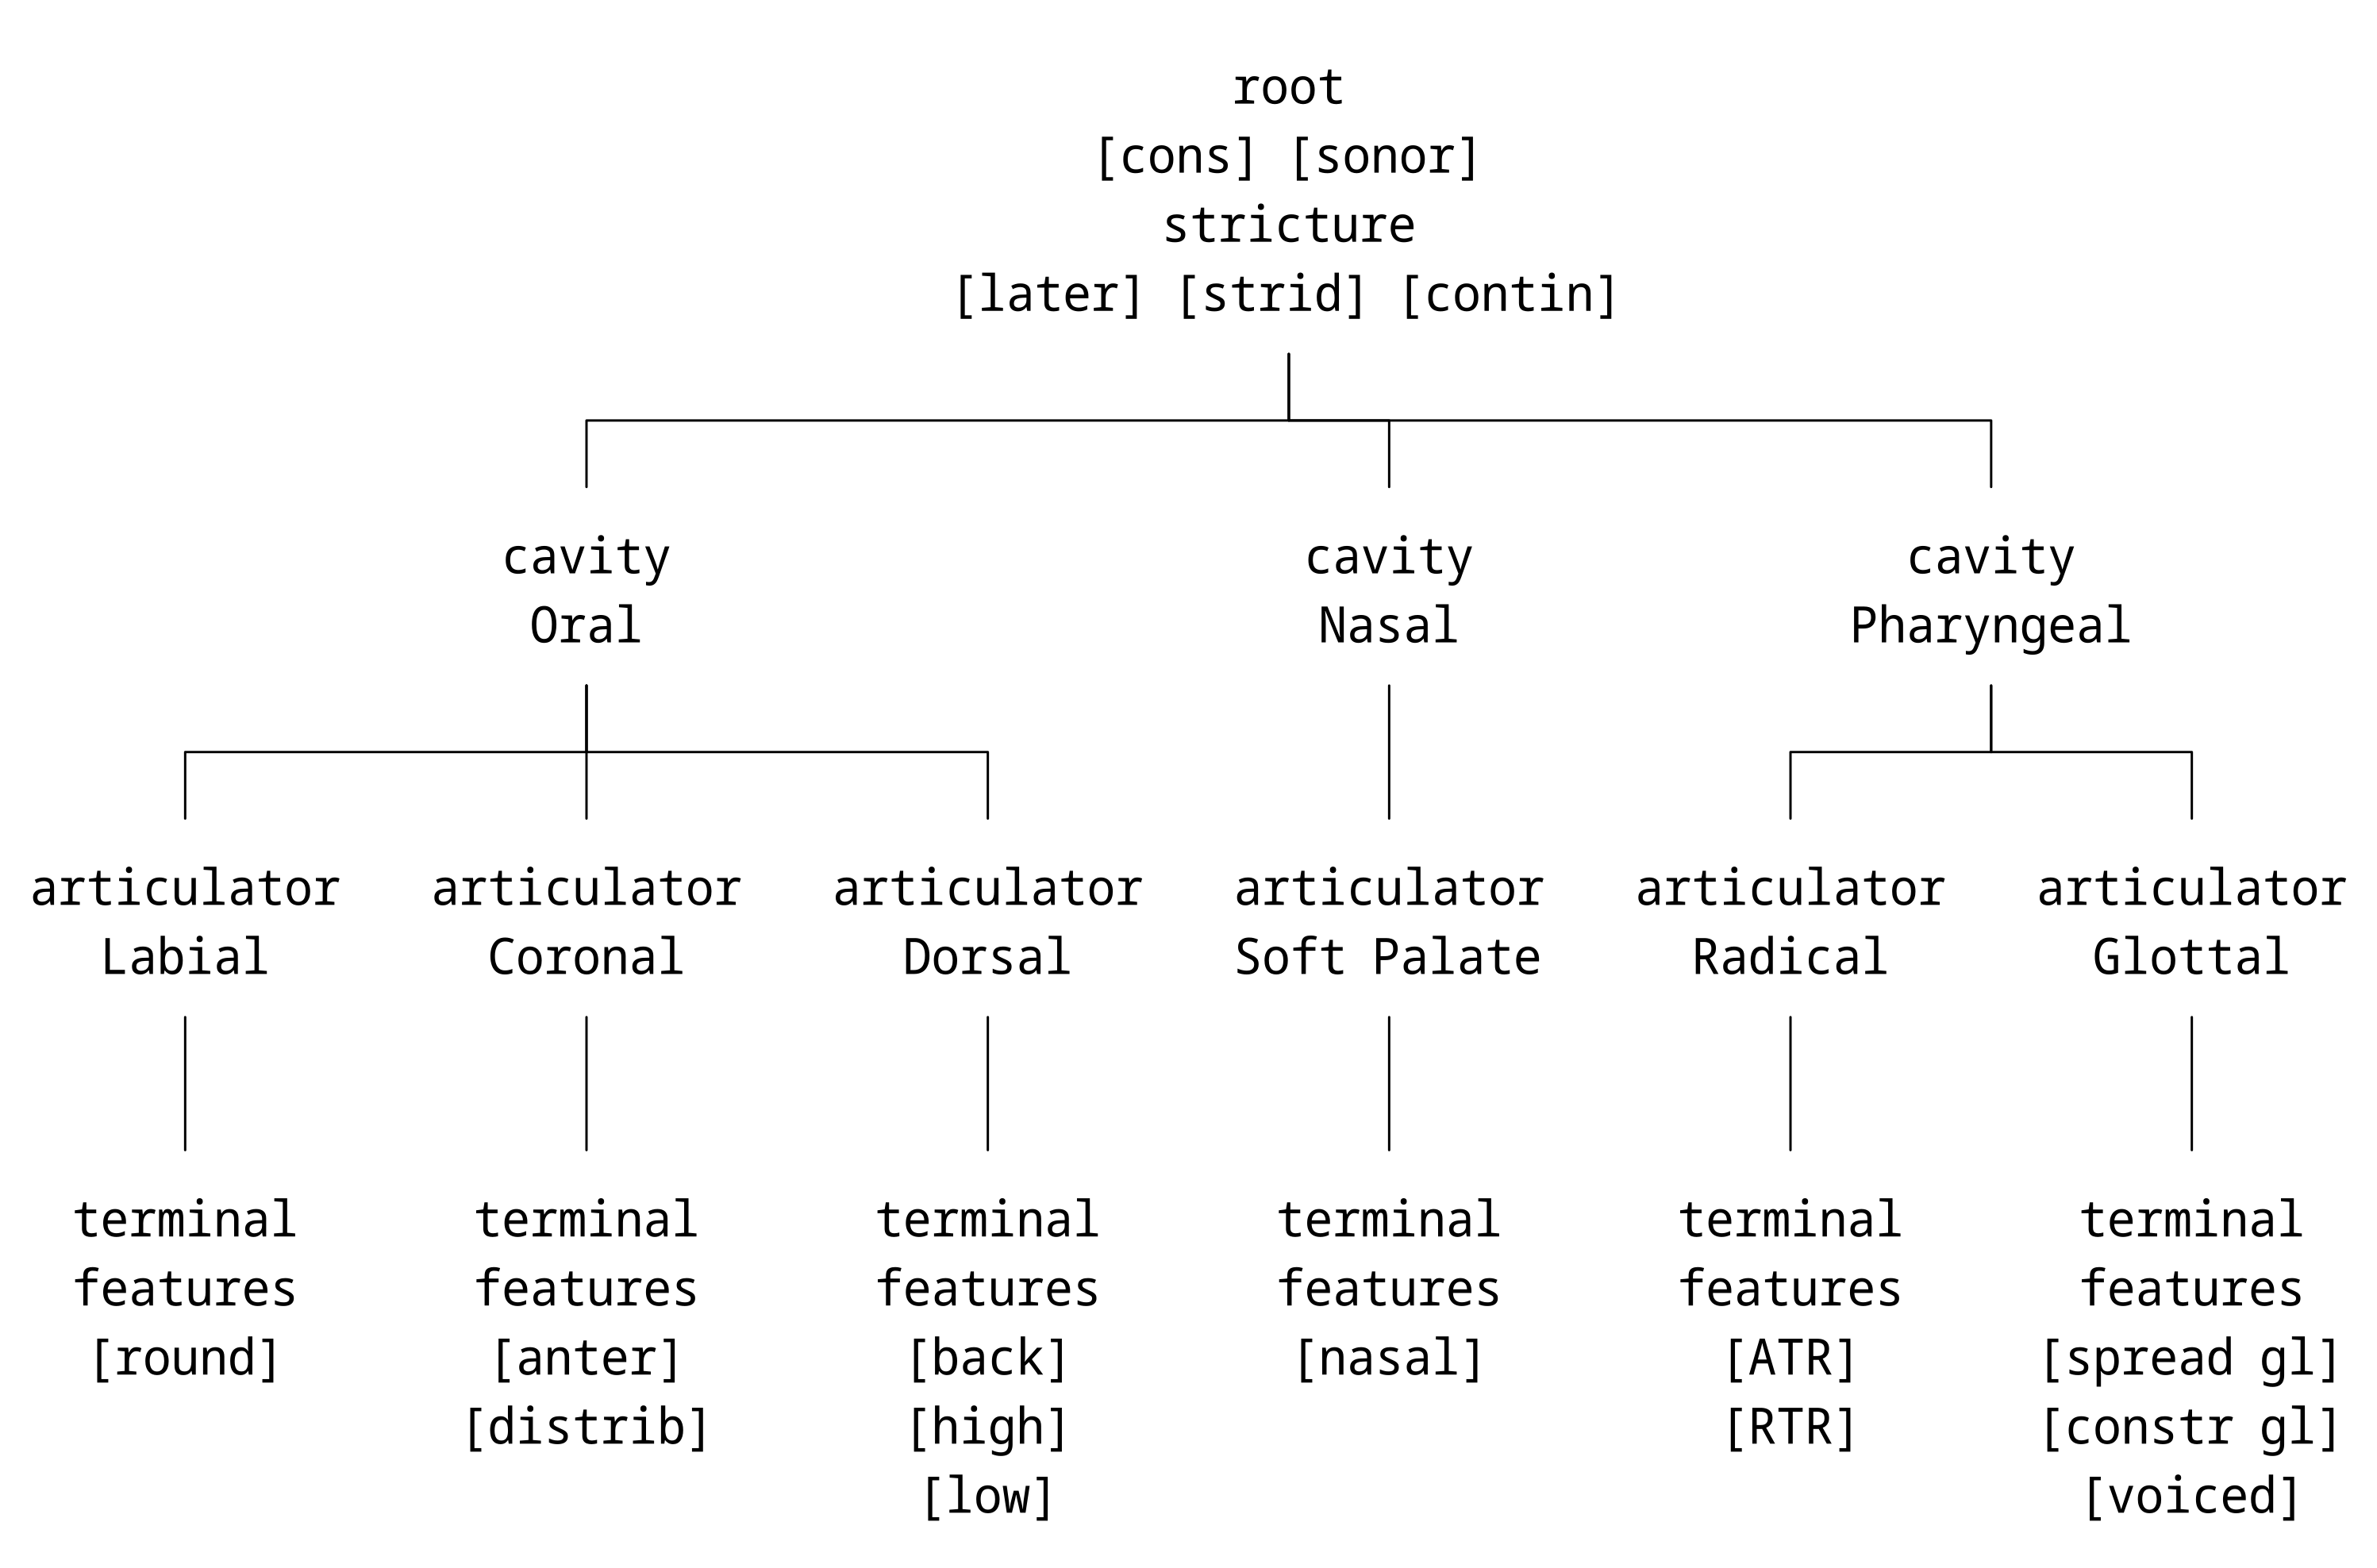 root
[cons] [sonor]
stricture
[later] [strid] [contin]
cavity
Oral
cavity
Nasal
cavity
Pharyngeal
articulator
Labial
articulator
Coronal
articulator
Dorsal
articulator
Soft Palate
articulator
Radical
articulator
Glottal
terminal
features
[round]
terminal
features
[anter]
[distrib]
terminal
features
[back]
[high]
[low]
terminal
features
[nasal]
terminal
features
[ATR]
[RTR]
terminal
features
[spread gl]
[constr gl]
[voiced]